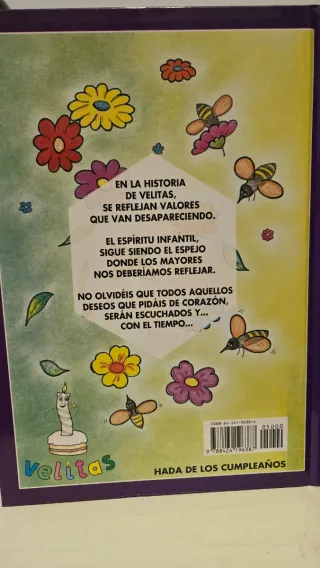 EN LA HISTORIA
DE VELITAS,
SE REFLEJAN VALORES
QUE VAN DESAPARECIENDO.
EL ESPÍRITU INFANTIL,
SIGUE SIENDO EL ESPEJO
DONDE LOS MAYORES
NOS DEBERÍAMOS REFLEJAR.
NO OLVIDÉIS QUE TODOS AQUELLOS
DESEOS QUE PIDÁIS DE CORAZÓN,
SERÁN ESCUCHADOS Y...
CON EL TIEMPO...
05000
velitas
HADA DE LOS CUMPLEAÑOS